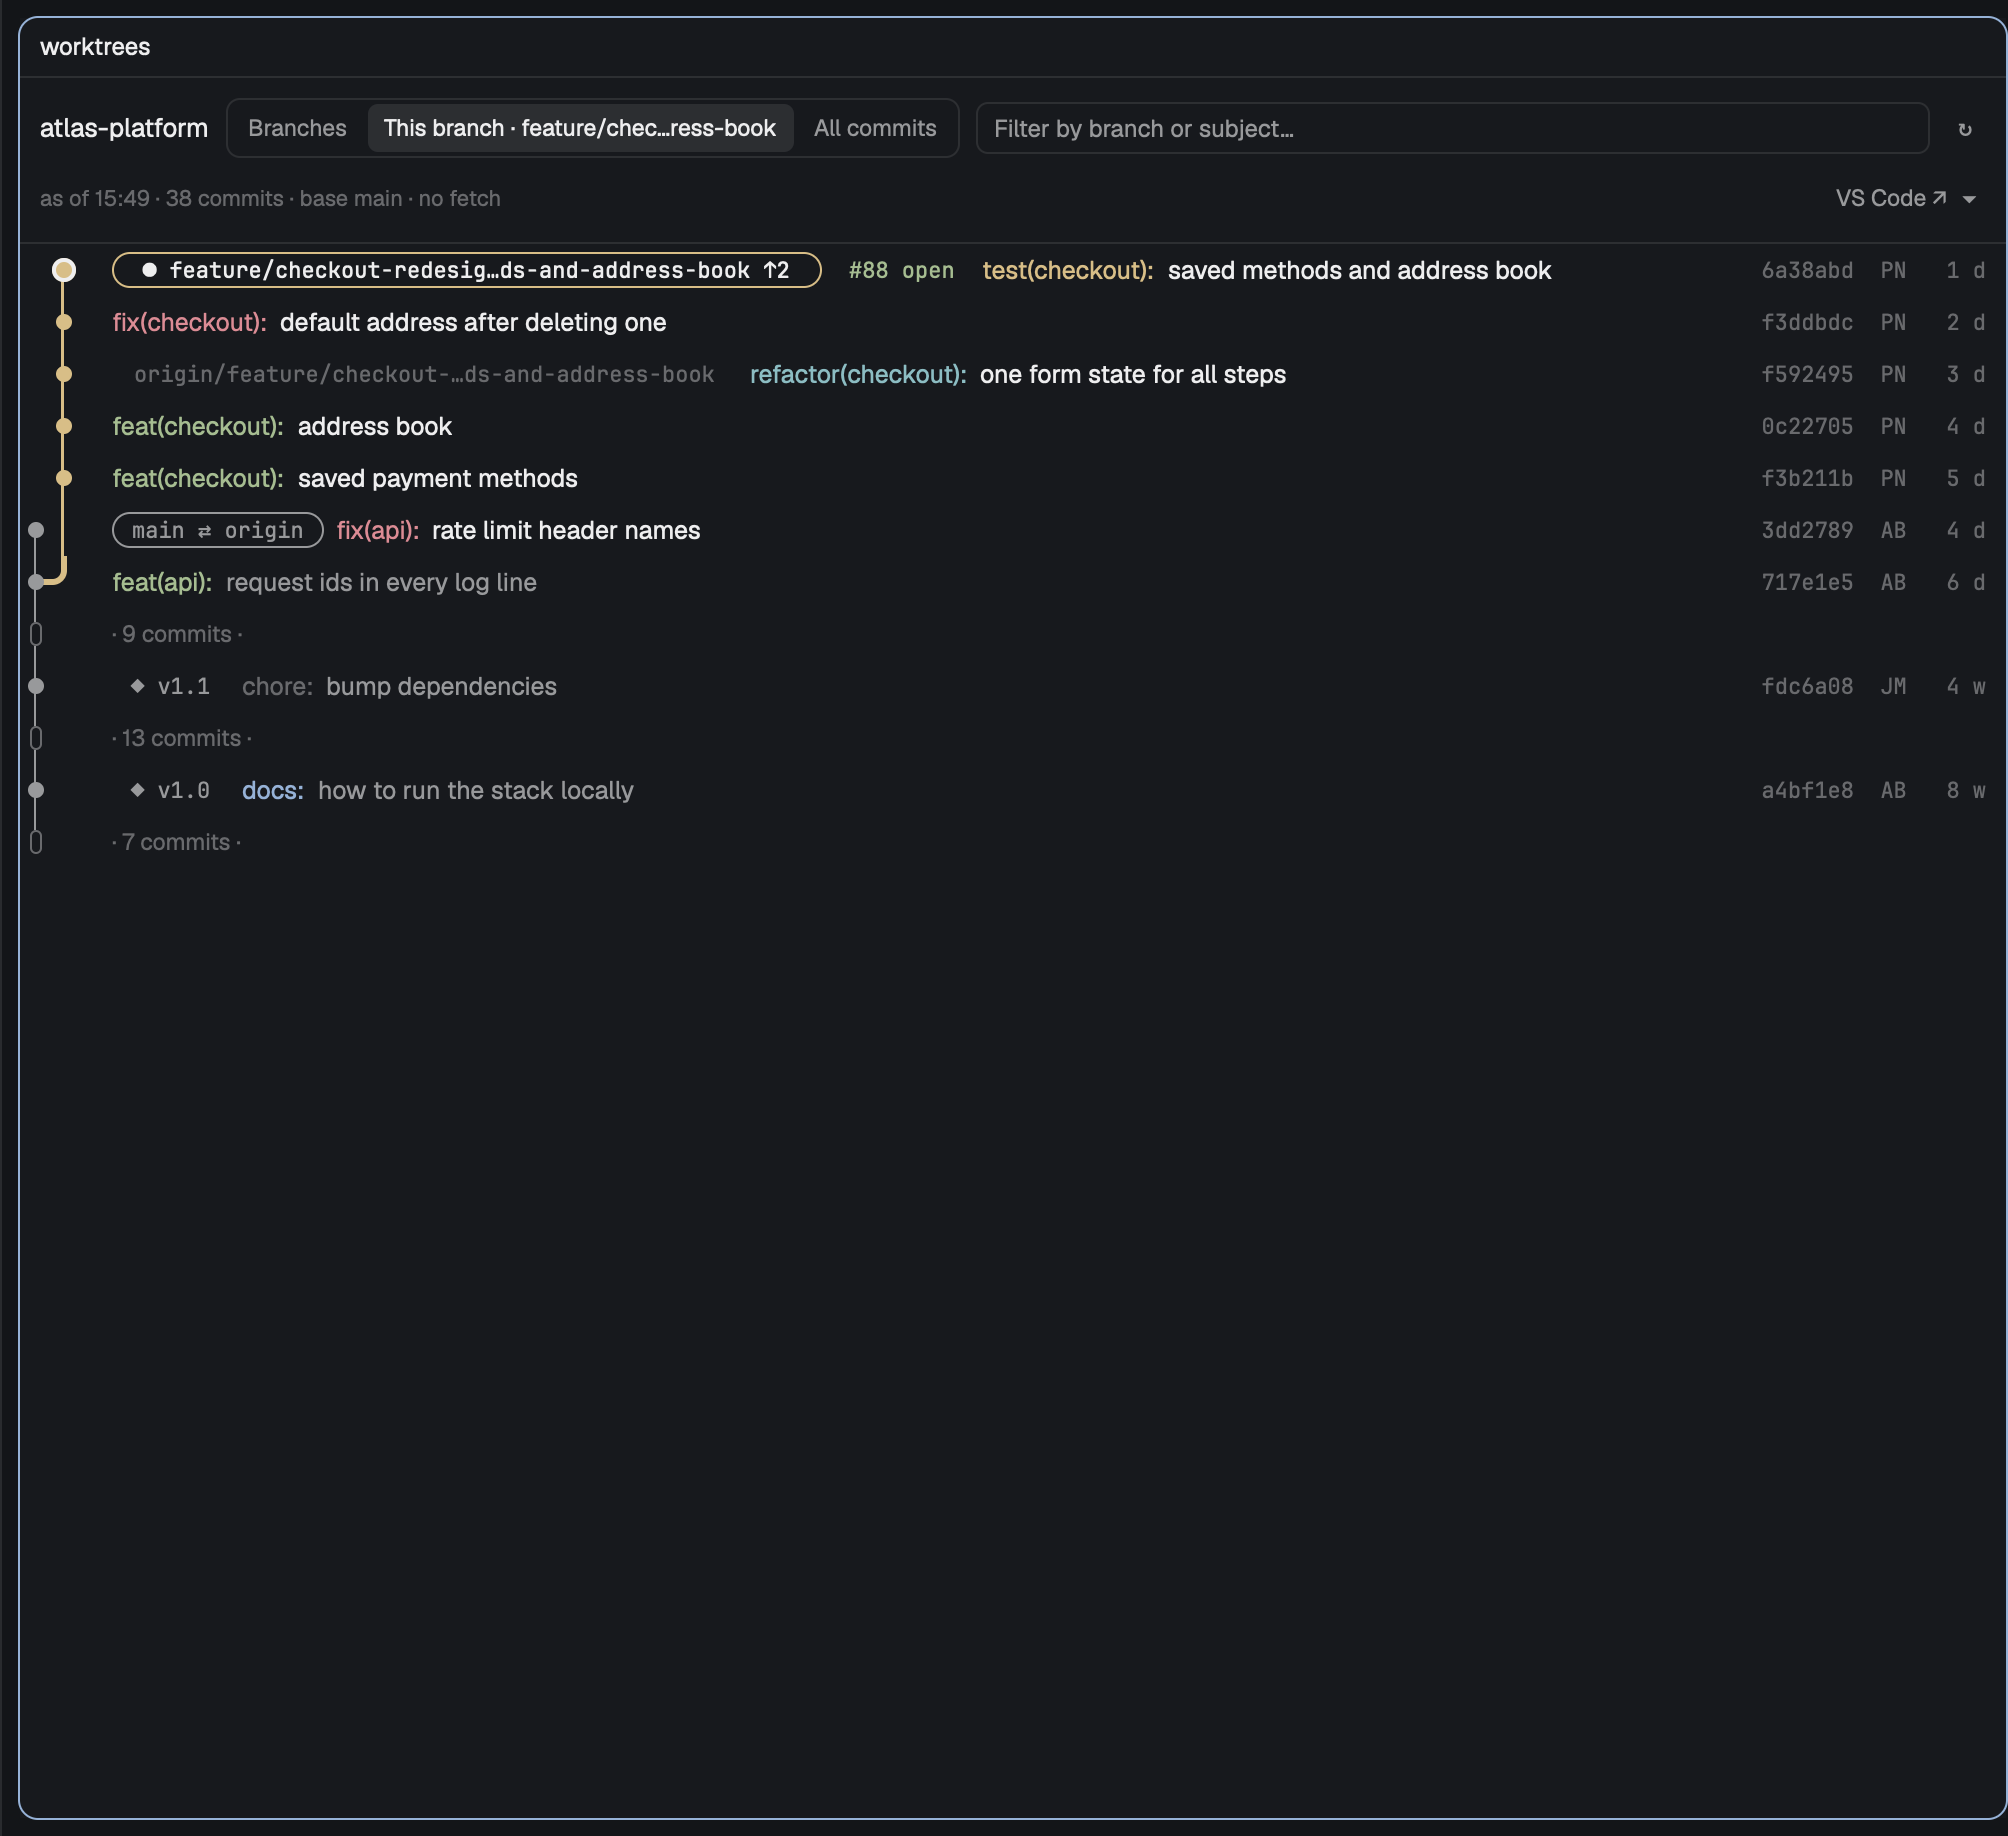 worktrees
atlas-platform Branches This branch · feature/chec…ress-book All commits Filter by branch or subject… ↻
as of 15:49 · 38 commits · base main · no fetch VS Code ↗
● feature/checkout-redesig…ds-and-address-book ↑2 #88 open test(checkout): saved methods and address book 6a38abd PN 1 d
fix(checkout): default address after deleting one f3ddbdc PN 2 d
origin/feature/checkout-…ds-and-address-book refactor(checkout): one form state for all steps f592495 PN 3 d
feat(checkout): address book 0c22705 PN 4 d
feat(checkout): saved payment methods f3b211b PN 5 d
main ⇄ origin fix(api): rate limit header names 3dd2789 AB 4 d
feat(api): request ids in every log line 717e1e5 AB 6 d
· 9 commits ·
◆ v1.1 chore: bump dependencies fdc6a08 JM 4 w
· 13 commits ·
◆ v1.0 docs: how to run the stack locally a4bf1e8 AB 8 w
· 7 commits ·